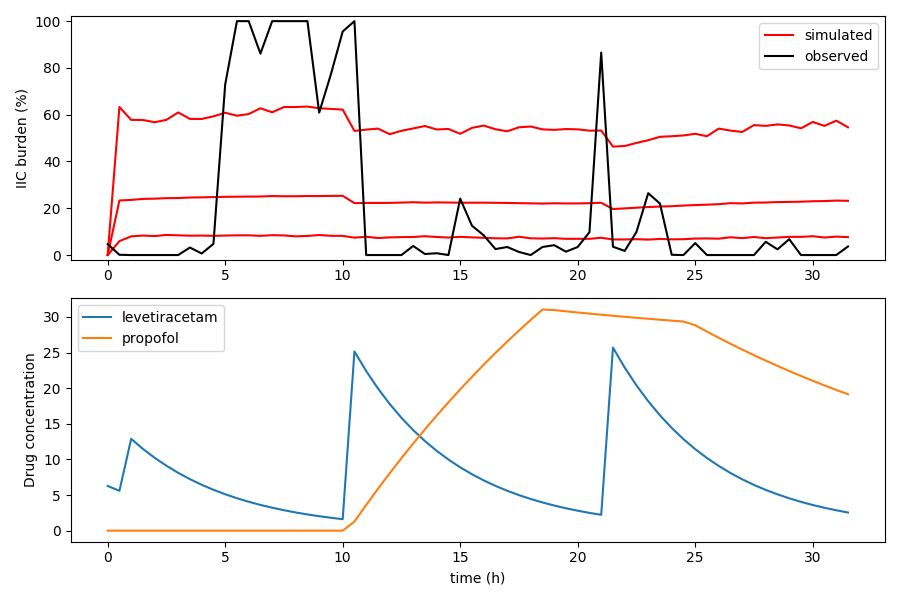 IIC burden (%)
100
80
60
40
20
0
simulated
observed
0 5 10 15 20 25 30
Drug concentration
30
25
20
15
10
5
0
levetiracetam
propofol
0 5 10 15 20 25 30
time (h)